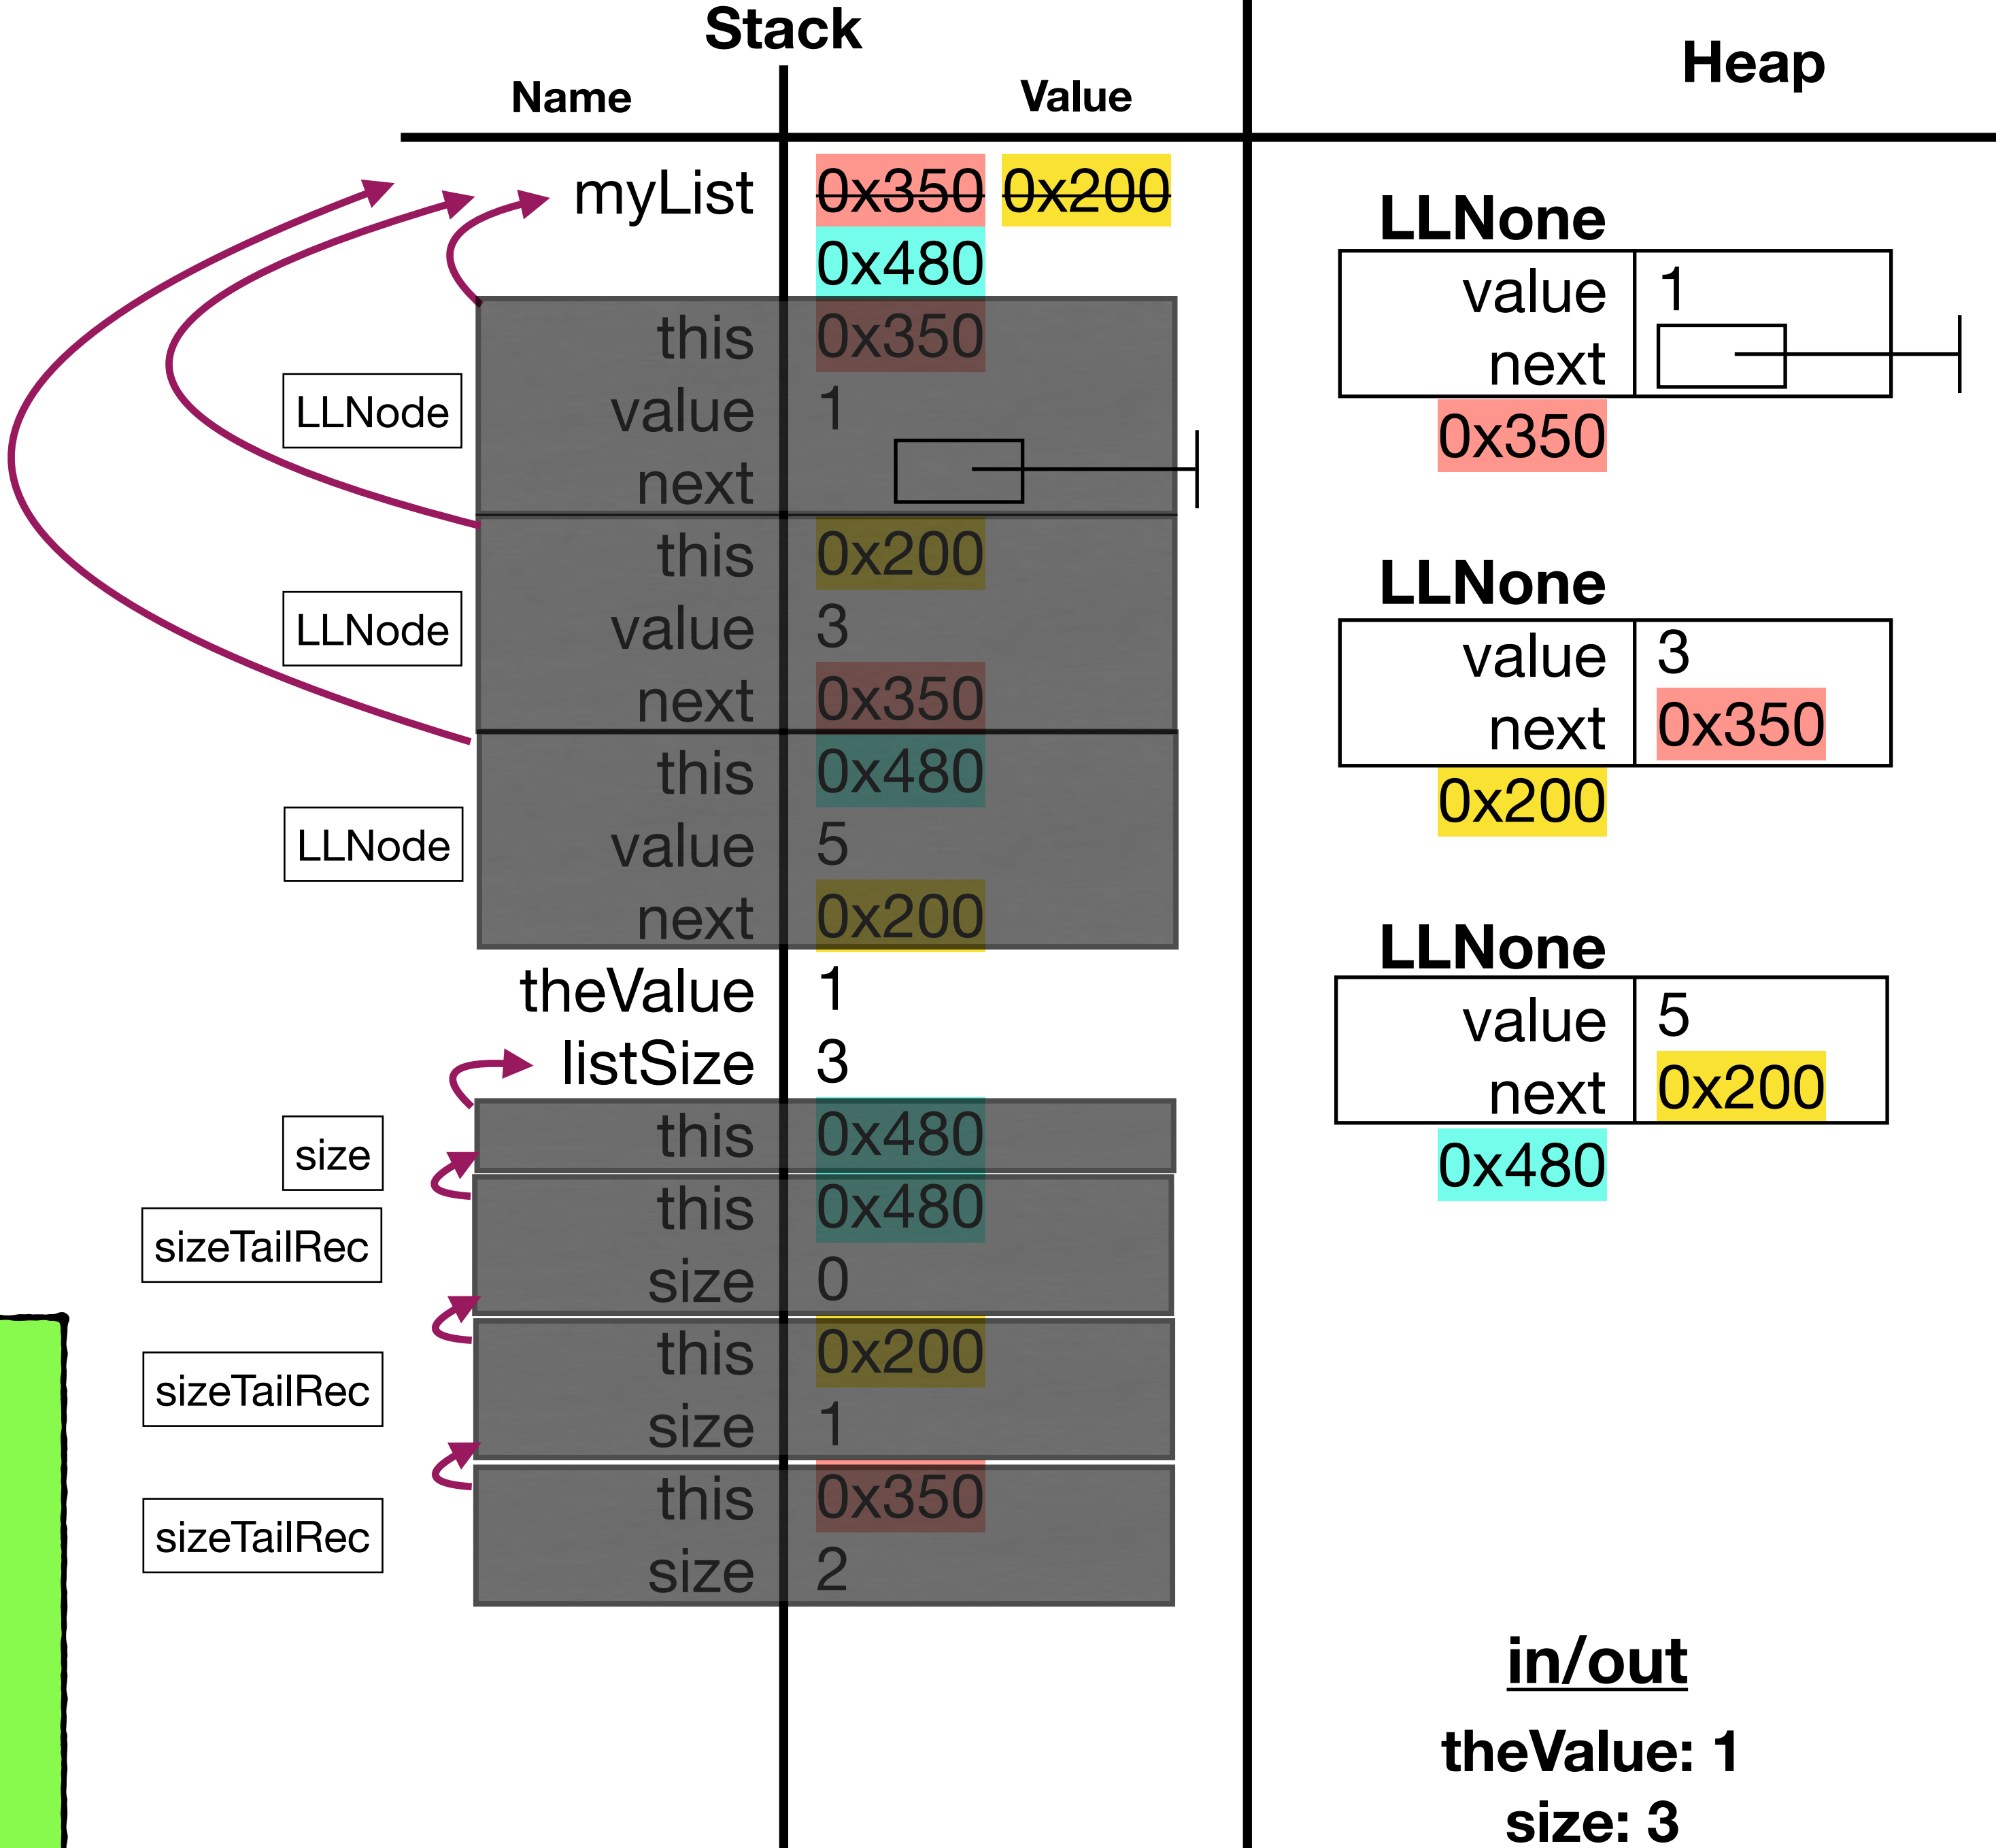 Stack
Name Value
myList 0x350 0x200
0x480
this 0x350
value 1
LLNode
next
this 0x200
value 3
LLNode
next 0x350
this 0x480
value 5
LLNode
next 0x200
theValue 1
listSize 3
this 0x480
size
this 0x480
sizeTailRec
size 0
this 0x200
sizeTailRec
size 1
this 0x350
sizeTailRec
size 2
Heap
LLNone
value 1
next
0x350
LLNone
value 3
next 0x350
0x200
LLNone
value 5
next 0x200
0x480
in/out
theValue: 1
size: 3